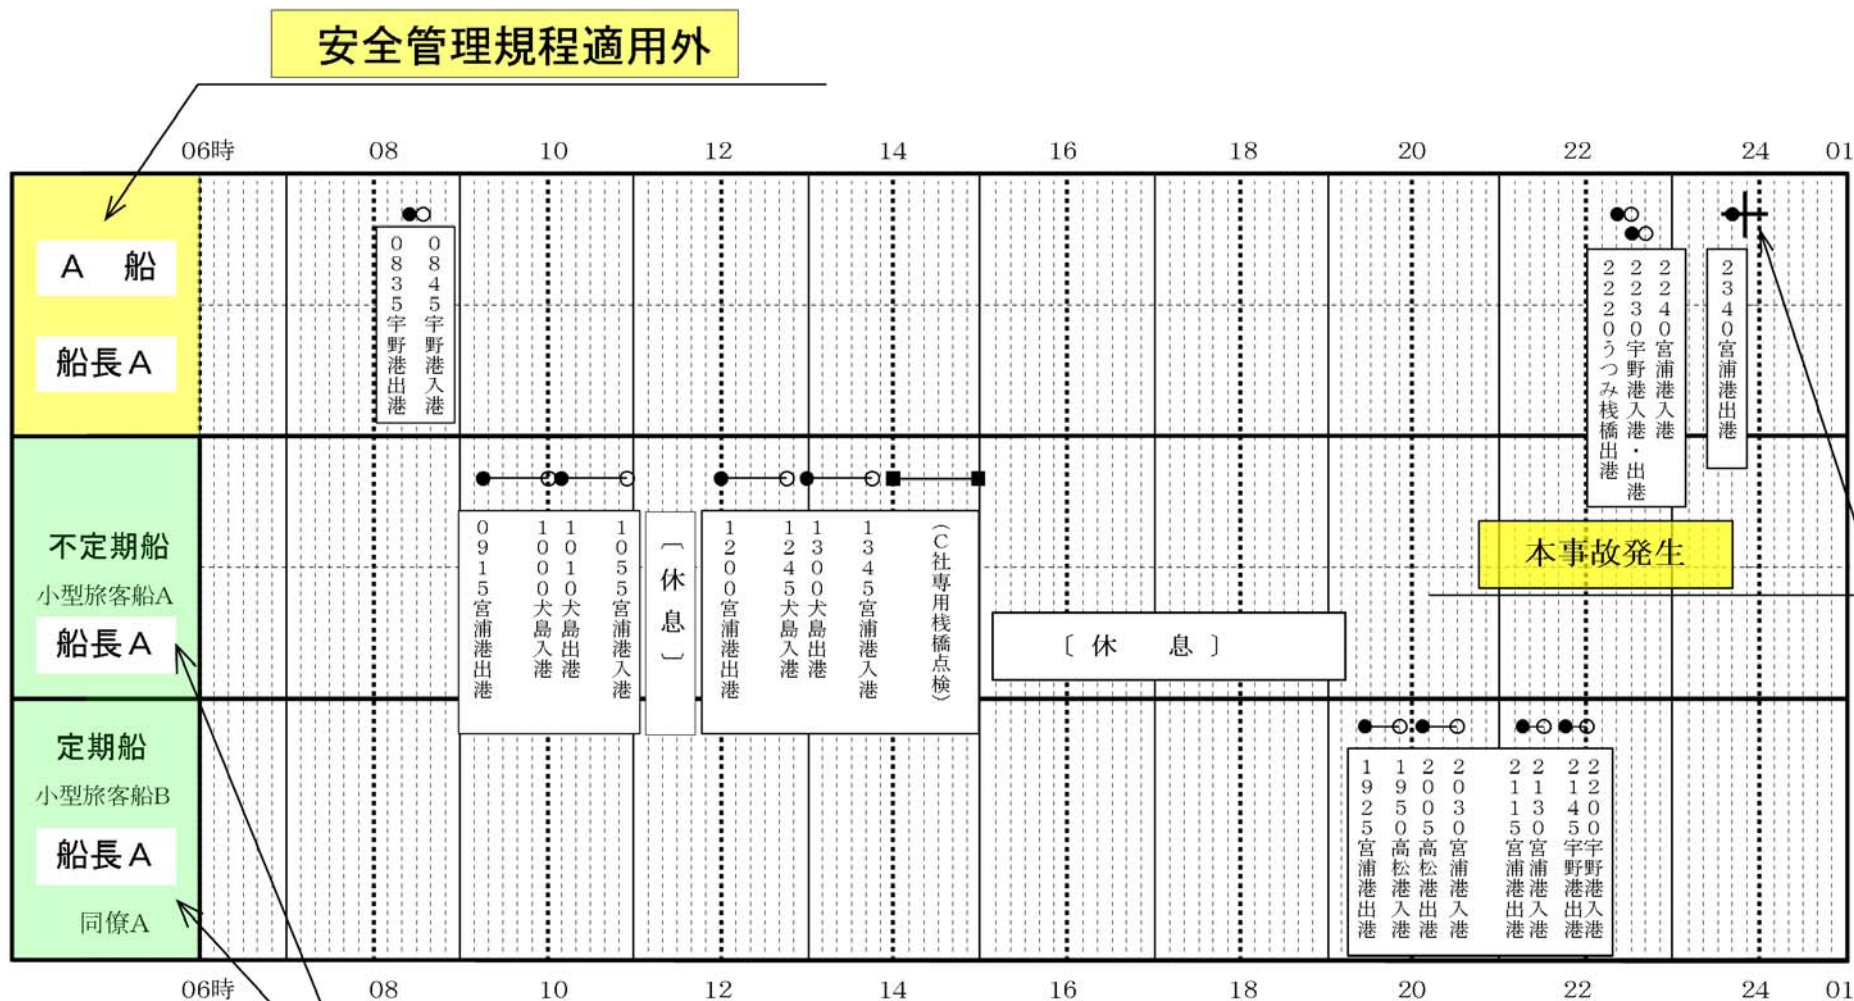 安全管理規程適用外
06時 08 10 12 14 16 18 20 22 24 01
A 船
船長A
0835宇野港出港
0845宇野港入港
2220うつみ桟橋出港
2230宇野港入港・出港
2240宮浦港入港
2340宮浦港出港
不定期船
小型旅客船A
船長A
0915宮浦港出港
1000犬島入港
1010犬島出港
1055宮浦港入港
〔休息〕
1200宮浦港出港
1245犬島入港
1300犬島出港
1345宮浦港入港
(C社専用桟橋点検)
〔休 息〕
本事故発生
定期船
小型旅客船B
船長A
同僚A
1925宮浦港出港
1950高松港入港
2005高松港出港
2030宮浦港入港
2115宮浦港出港
2130宮浦港入港
2145宇野港出港
2200宇野港入港
06時 08 10 12 14 16 18 20 22 24 01